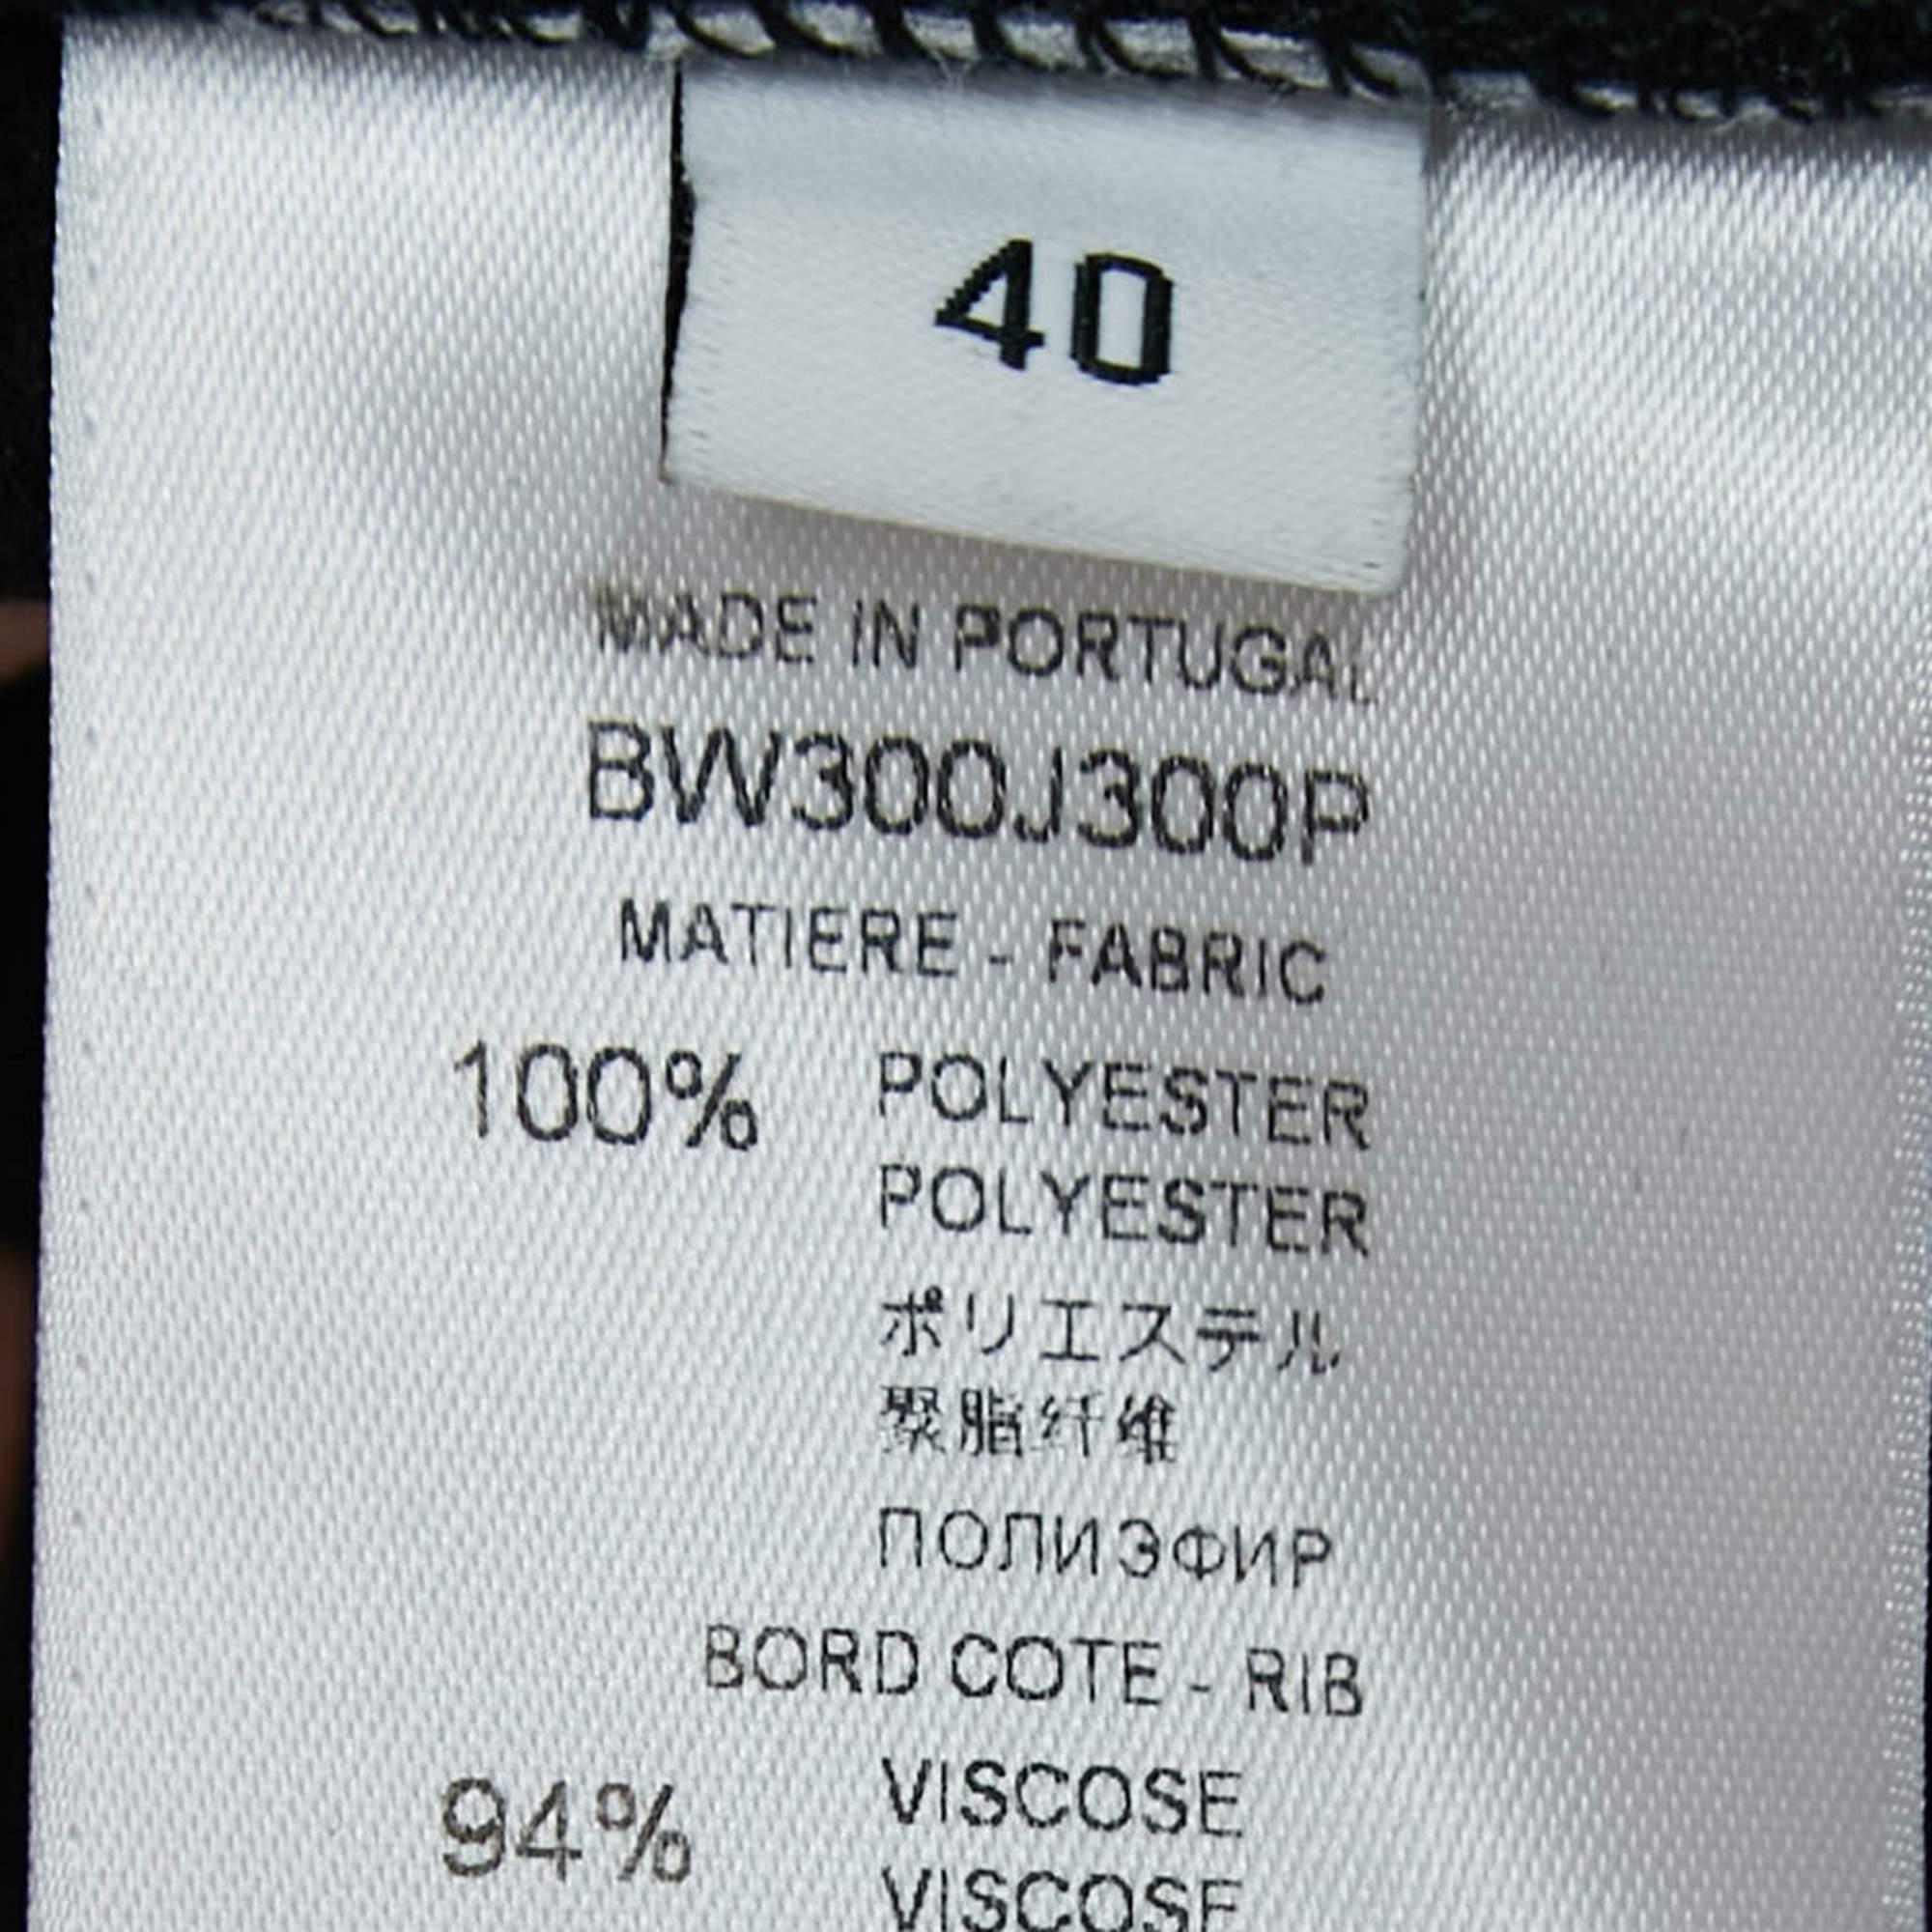 40
MADE IN PORTUGAL
BW300J300P
MATIERE - FABRIC
100% POLYESTER
POLYESTER
ポリエステル
聚脂纤维
ПОЛИЭФИР
BORD COTE - RIB
94% VISCOSE
VISCOSE